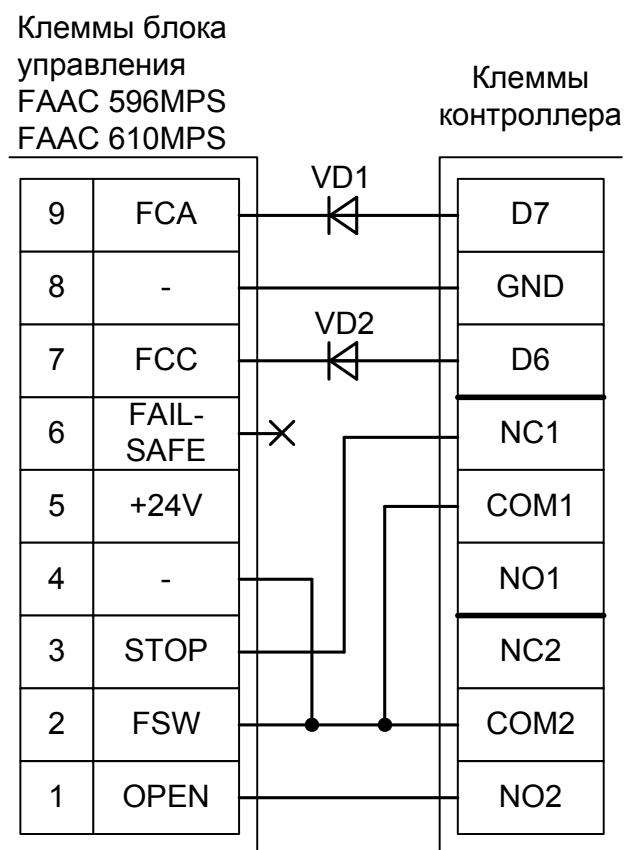 Клеммы блока
управления
FAAC 596MPS
FAAC 610MPS
Клеммы
контроллера
VD1
9 FCA D7
8 - GND
VD2
7 FCC D6
6 FAIL-
SAFE NC1
5 +24V COM1
4 - NO1
3 STOP NC2
2 FSW COM2
1 OPEN NO2